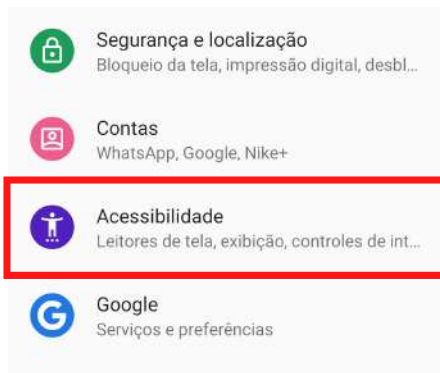 Segurança e localização
Bloqueio da tela, impressão digital, desbl...
Contas
WhatsApp, Google, Nike+
Acessibilidade
Leitores de tela, exibição, controles de int...
Google
Serviços e preferências